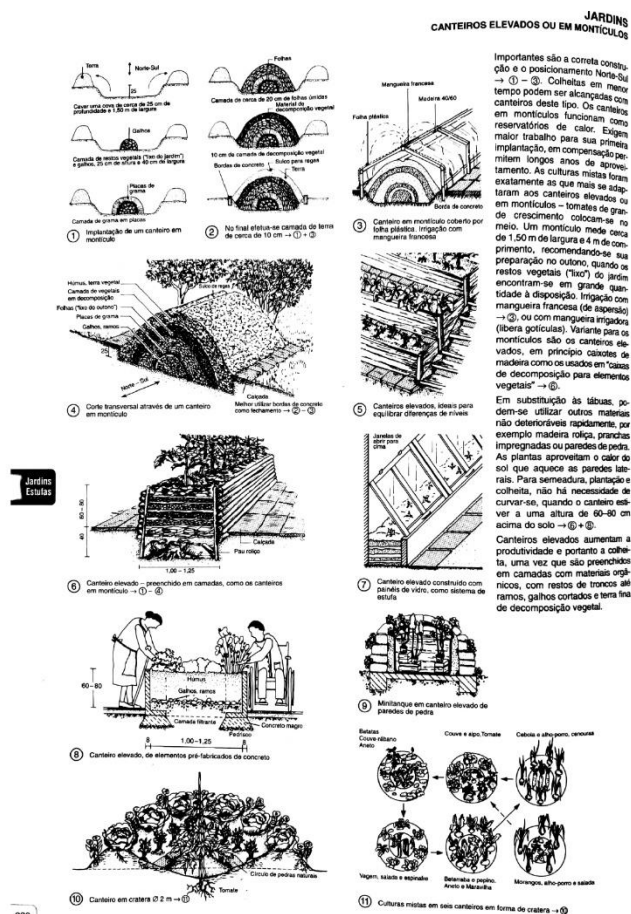 JARDINS
CANTEIROS ELEVADOS OU EM MONTÍCULOS
Terra
Norte-Sul
25
Cavar uma cova de cerca de 25 cm de
profundidade e 1,50 m de largura
Galhos
Camada de restos vegetais ("lixo do jardim")
e galhos, 25 cm de altura e 40 cm de largura
Placas de
grama
Camada de grama em placas
① Implantação de um canteiro em
montículo
Folhas
Camada de cerca de 20 cm de folhas úmidas
Material de
decomposição vegetal
10 cm de camada de decomposição vegetal
Bordas de concreto
Sulco para regas
Terra
② No final efetua-se camada de terra
de cerca de 10 cm → ① + ③
Mangueira francesa
Madeira 40/60
Folha plástica
Borda de concreto
③ Canteiro em montículo coberto por
folha plástica. Irrigação com
mangueira francesa
Húmus, terra vegetal
Camada de vegetais
em decomposição
Folhas ("lixo do outono")
Placas de grama
Galhos, ramos
Sulco de regas
25
Norte – Sul
Calçada
Melhor utilizar bordas de concreto
como fechamento → ② – ③
④ Corte transversal através de um canteiro
em montículo
⑤ Canteiros elevados, ideais para
equilibrar diferenças de níveis
Jardins
Estufas
60 – 80
40
Calçada
Pau roliço
1,00 – 1,25
⑥ Canteiro elevado – preenchido em camadas, como os canteiros
em montículo → ① – ④
Janelas de
abrir para
cima
⑦ Canteiro elevado construído com
painéis de vidro, como sistema de
estufa
60–80
Húmus
Galhos, ramos
Camada filtrante
Concreto magro
Pedrisco
8
1,00–1,25
8
⑧ Canteiro elevado, de elementos pré-fabricados de concreto
⑨ Minitanque em canteiro elevado de
paredes de pedra
Círculo de pedras naturais
Tomate
⑩ Canteiro em cratera Ø 2 m → ⑪
Batatas
Couve-rábano
Aneto
Couve e aipo, Tomate
Cebola e alho-porro, cenouras
Vagem, salada e espinafre
Beterraba e pepino,
Aneto e Maravilha
Morangos, alho-porro e salada
⑪ Culturas mistas em seis canteiros em forma de cratera → ⑩
Importantes são a correta constru-
ção e o posicionamento Norte-Sul
→ ① – ③. Colheitas em menor
tempo podem ser alcançadas com
canteiros deste tipo. Os canteiros
em montículos funcionam como
reservatórios de calor. Exigem
maior trabalho para sua primeira
implantação, em compensação per-
mitem longos anos de aprovei-
tamento. As culturas mistas foram
exatamente as que mais se adap-
taram aos canteiros elevados ou
em montículos – tomates de gran-
de crescimento colocam-se no
meio. Um montículo mede cerca
de 1,50 m de largura e 4 m de com-
primento, recomendando-se sua
preparação no outono, quando os
restos vegetais ("lixo") do jardim
encontram-se em grande quan-
tidade à disposição. Irrigação com
mangueira francesa (de aspersão)
→ ③, ou com mangueira irrigadora
(libera gotículas). Variante para os
montículos são os canteiros ele-
vados, em princípio caixotes de
madeira como os usados em "caixas
de decomposição para elementos
vegetais" → ⑥.
Em substituição às tábuas, po-
dem-se utilizar outros materiais
não deterioráveis rapidamente, por
exemplo madeira roliça, pranchas
impregnadas ou paredes de pedra.
As plantas aproveitam o calor do
sol que aquece as paredes late-
rais. Para semeadura, plantação e
colheita, não há necessidade de
curvar-se, quando o canteiro esti-
ver a uma altura de 60–80 cm
acima do solo → ⑥ + ⑧.
Canteiros elevados aumentam a
produtividade e portanto a colhei-
ta, uma vez que são preenchidos
em camadas com materiais orgâ-
nicos, com restos de troncos até
ramos, galhos cortados e terra fina
de decomposição vegetal.